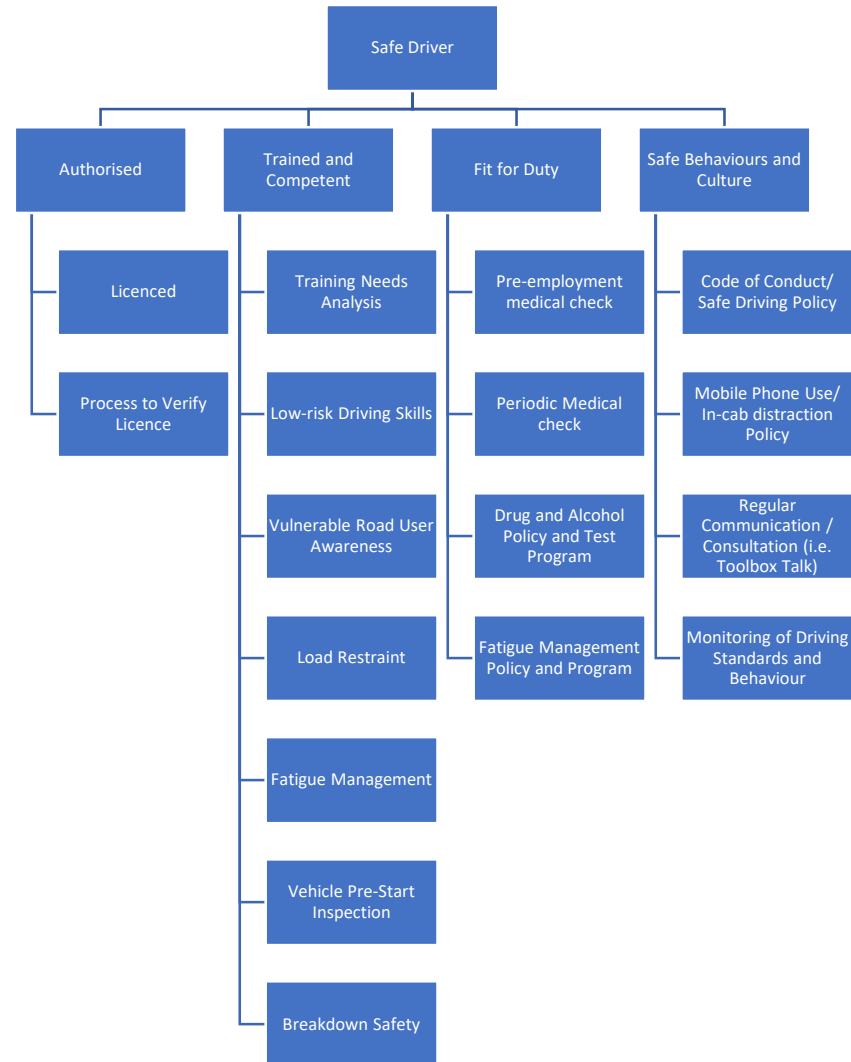 Safe Driver
Authorised
Trained and
Competent
Fit for Duty
Safe Behaviours and
Culture
Licenced
Process to Verify
Licence
Training Needs
Analysis
Low-risk Driving Skills
Vulnerable Road User
Awareness
Load Restraint
Fatigue Management
Vehicle Pre-Start
Inspection
Breakdown Safety
Pre-employment
medical check
Periodic Medical
check
Drug and Alcohol
Policy and Test
Program
Fatigue Management
Policy and Program
Code of Conduct/
Safe Driving Policy
Mobile Phone Use/
In-cab distraction
Policy
Regular
Communication /
Consultation (i.e.
Toolbox Talk)
Monitoring of Driving
Standards and
Behaviour